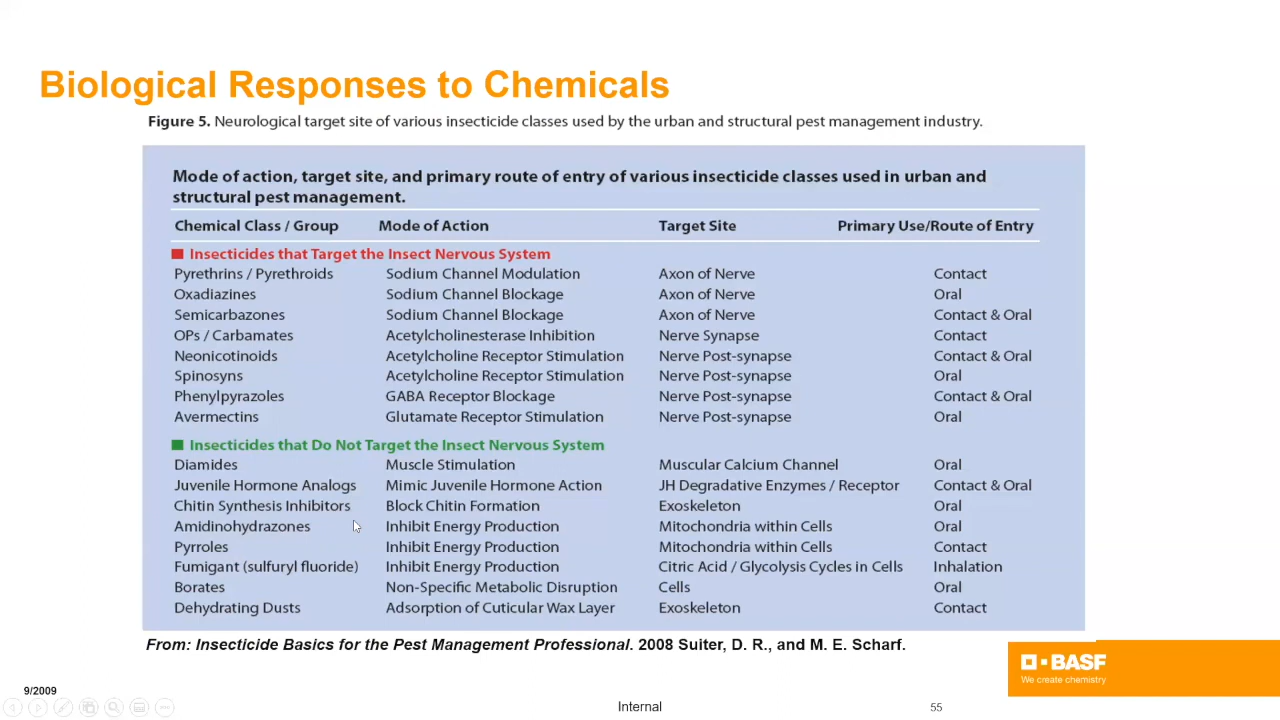 Biological Responses to Chemicals
Figure 5. Neurological target site of various insecticide classes used by the urban and structural pest management industry.
Mode of action, target site, and primary route of entry of various insecticide classes used in urban and
structural pest management.
Chemical Class / Group Mode of Action Target Site Primary Use/Route of Entry
Insecticides that Target the Insect Nervous System
Pyrethrins / Pyrethroids Sodium Channel Modulation Axon of Nerve Contact
Oxadiazines Sodium Channel Blockage Axon of Nerve Oral
Semicarbazones Sodium Channel Blockage Axon of Nerve Contact & Oral
OPs / Carbamates Acetylcholinesterase Inhibition Nerve Synapse Contact
Neonicotinoids Acetylcholine Receptor Stimulation Nerve Post-synapse Contact & Oral
Spinosyns Acetylcholine Receptor Stimulation Nerve Post-synapse Oral
Phenylpyrazoles GABA Receptor Blockage Nerve Post-synapse Contact & Oral
Avermectins Glutamate Receptor Stimulation Nerve Post-synapse Oral
Insecticides that Do Not Target the Insect Nervous System
Diamides Muscle Stimulation Muscular Calcium Channel Oral
Juvenile Hormone Analogs Mimic Juvenile Hormone Action JH Degradative Enzymes / Receptor Contact & Oral
Chitin Synthesis Inhibitors Block Chitin Formation Exoskeleton Oral
Amidinohydrazones Inhibit Energy Production Mitochondria within Cells Oral
Pyrroles Inhibit Energy Production Mitochondria within Cells Contact
Fumigant (sulfuryl fluoride) Inhibit Energy Production Citric Acid / Glycolysis Cycles in Cells Inhalation
Borates Non-Specific Metabolic Disruption Cells Oral
Dehydrating Dusts Adsorption of Cuticular Wax Layer Exoskeleton Contact
From: Insecticide Basics for the Pest Management Professional. 2008 Suiter, D. R., and M. E. Scharf.
BASF
We create chemistry
9/2009
Internal
55